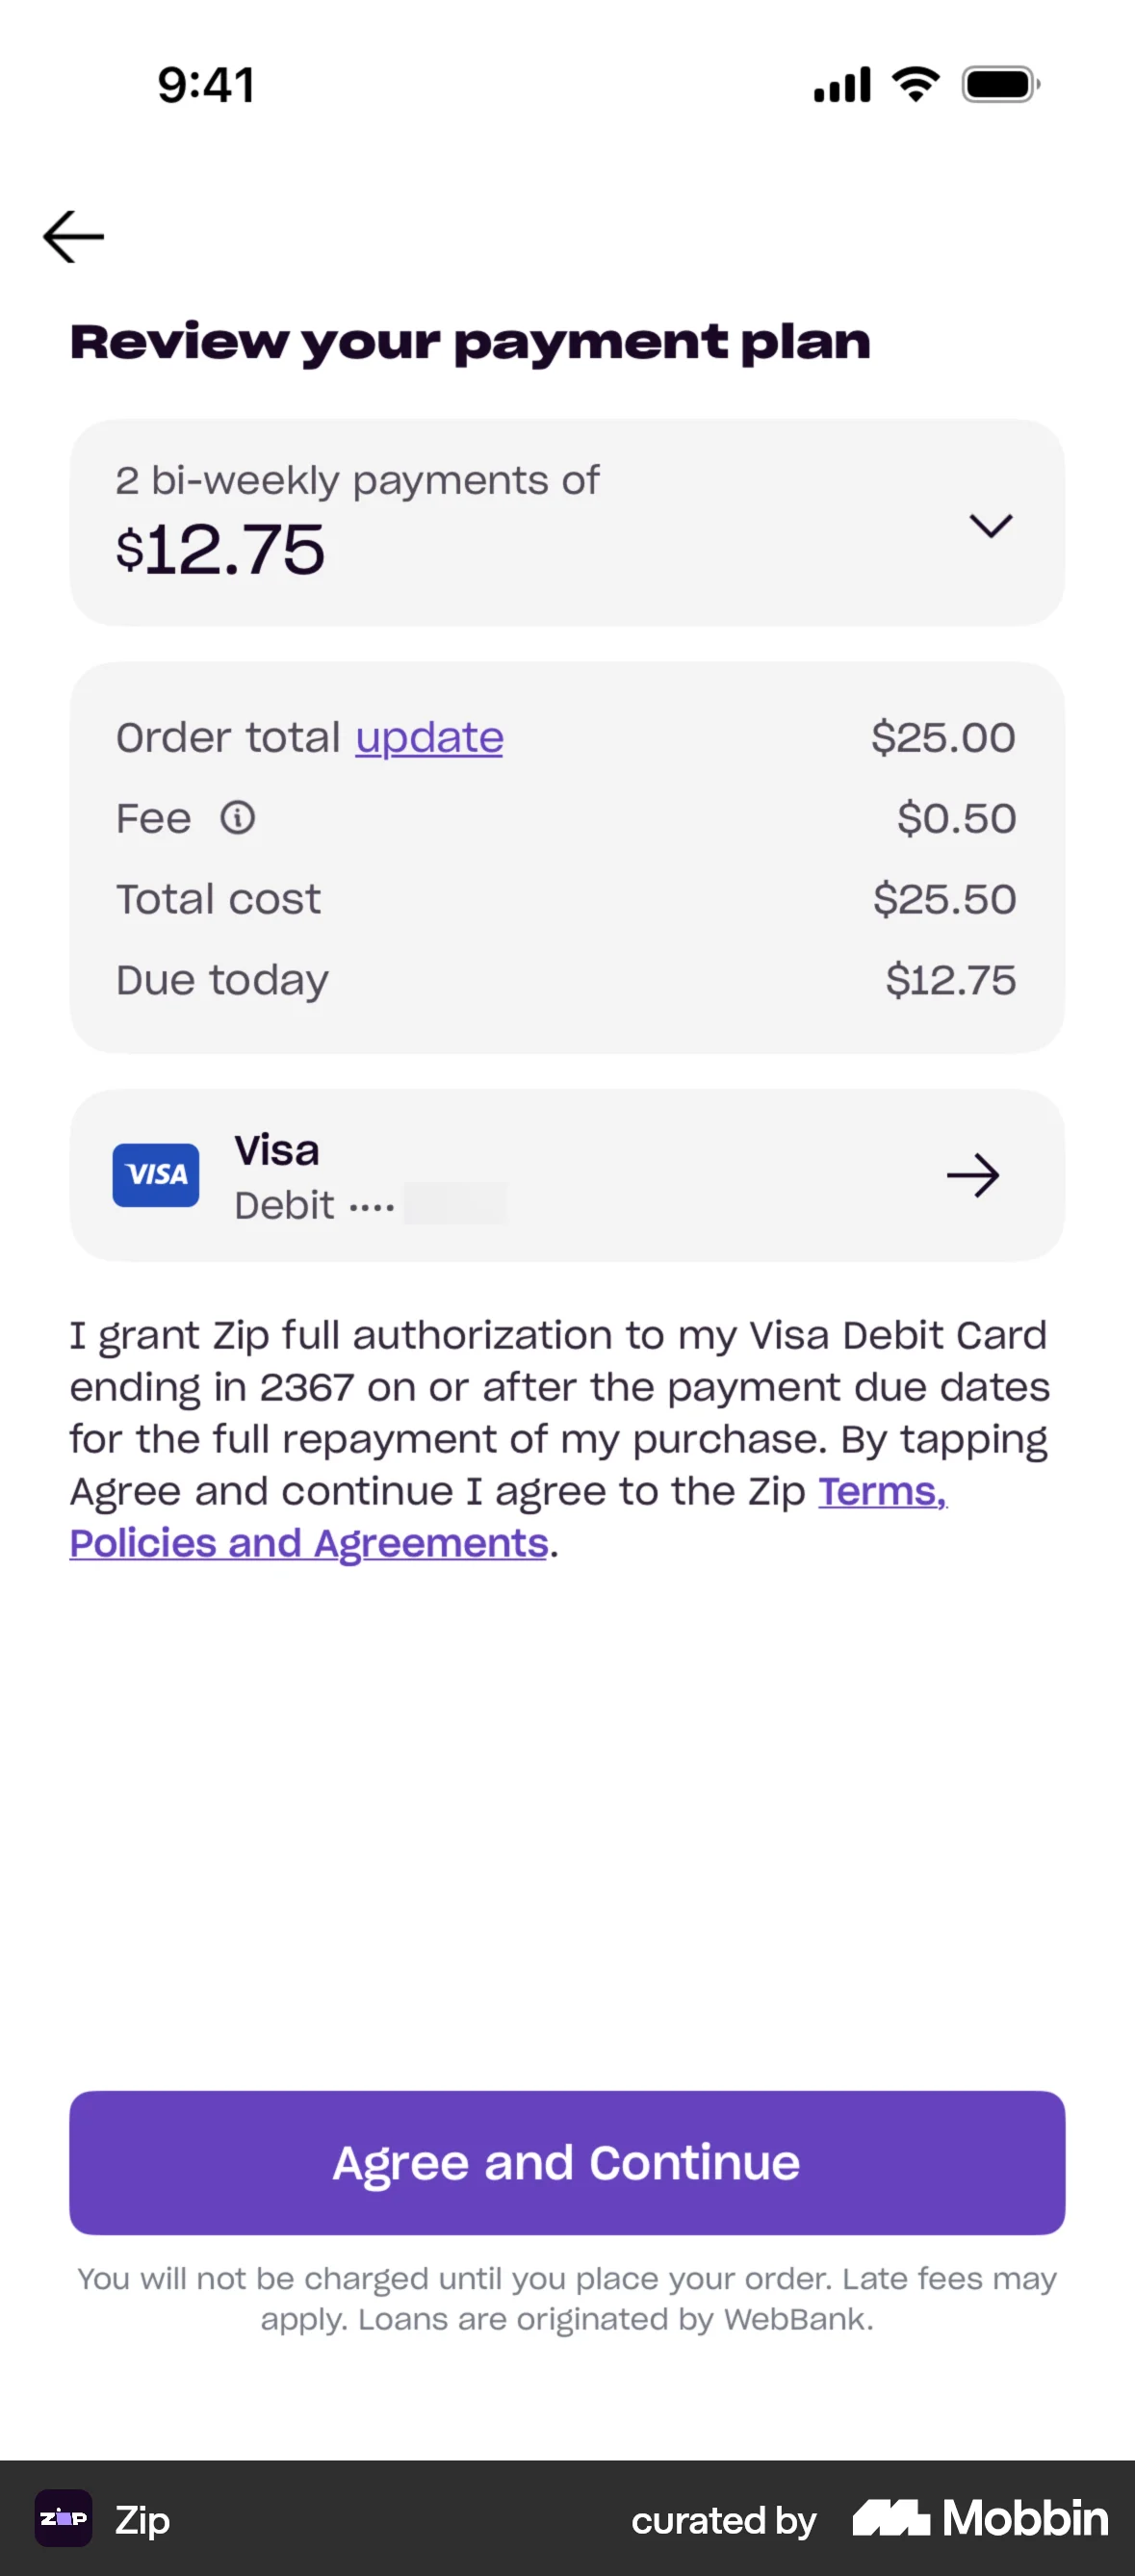 9:41
Review your payment plan
2 bi-weekly payments of
$12.75
Order total update $25.00
Fee $0.50
Total cost $25.50
Due today $12.75
VISA
Visa
Debit ····
I grant Zip full authorization to my Visa Debit Card
ending in 2367 on or after the payment due dates
for the full repayment of my purchase. By tapping
Agree and continue I agree to the Zip Terms,
Policies and Agreements.
Agree and Continue
You will not be charged until you place your order. Late fees may
apply. Loans are originated by WebBank.
ZIP Zip curated by Mobbin